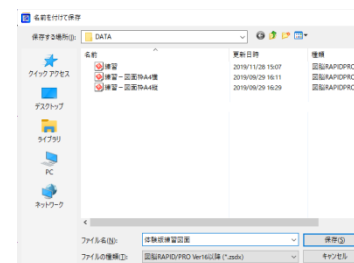 名前を付けて保存
保存する場所(I):
DATA
名前
更新日時
種類
練習
2019/11/28 15:07
図脳RAPIDPRO
練習－図面枠A4横
2019/09/29 16:11
図脳RAPIDPRO
練習－図面枠A4縦
2019/09/29 16:29
図脳RAPIDPRO
クイック アクセス
デスクトップ
ライブラリ
PC
ネットワーク
ファイル名(N):
体験版練習図面
保存(S)
ファイルの種類(T):
図脳RAPID/PRO Ver16以降 (*.zsdx)
キャンセル